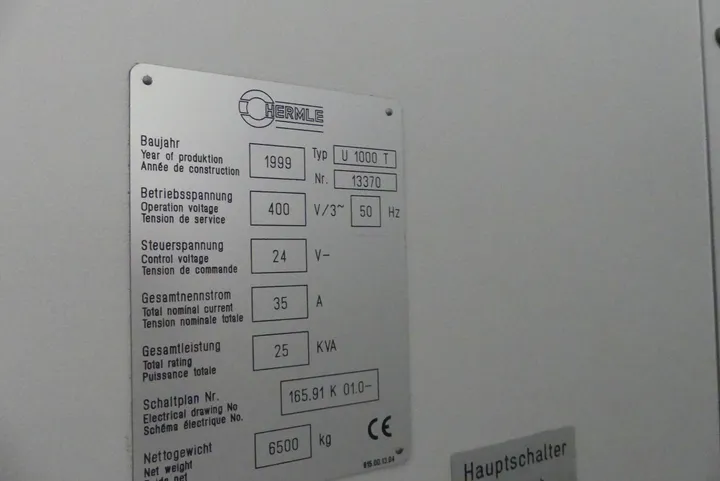 HERMLE
Baujahr
Year of produktion
Année de construction
1999
Typ U 1000 T
Nr. 13370
Betriebsspannung
Operation voltage
Tension de service
400 V/3~ 50 Hz
Steuerspannung
Control voltage
Tension de commande
24 V–
Gesamtnennstrom
Total nominal current
Tension nominale totale
35 A
Gesamtleistung
Total rating
Puissance totale
25 KVA
Schaltplan Nr.
Electrical drawing No
Schéma électrique No.
165.91 K 01.0–
Nettogewicht
Net weight
6500 kg
CE
Hauptschalter